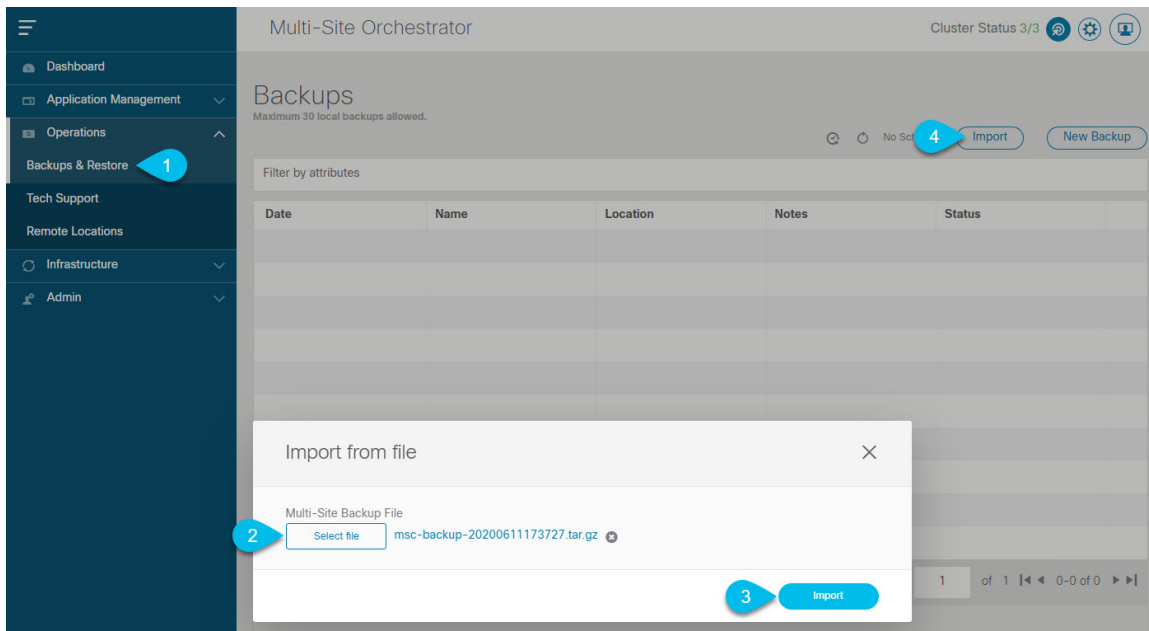 Multi-Site Orchestrator
Cluster Status 3/3
Dashboard
Application Management
Operations
Backups & Restore
1
Tech Support
Remote Locations
Infrastructure
Admin
Backups
Maximum 30 local backups allowed.
No Sc
4
Import
New Backup
Filter by attributes
Date Name Location Notes Status
Import from file
Multi-Site Backup File
2
Select file
msc-backup-20200611173727.tar.gz
3
Import
1 of 1 0-0 of 0